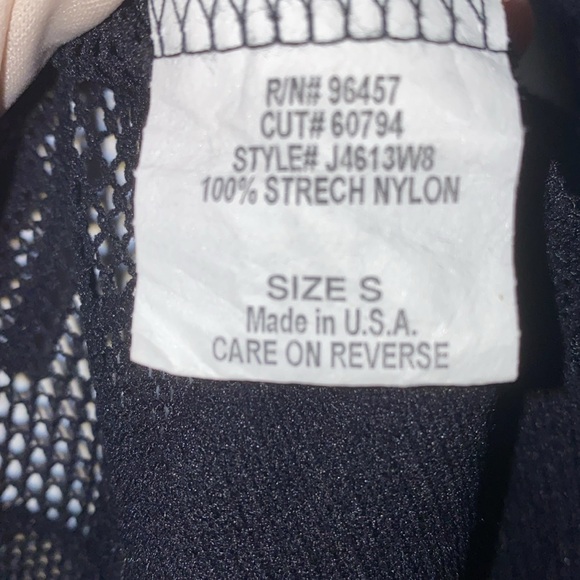 R/N# 96457
CUT# 60794
STYLE# J4613W8
100% STRECH NYLON
SIZE S
Made in U.S.A.
CARE ON REVERSE